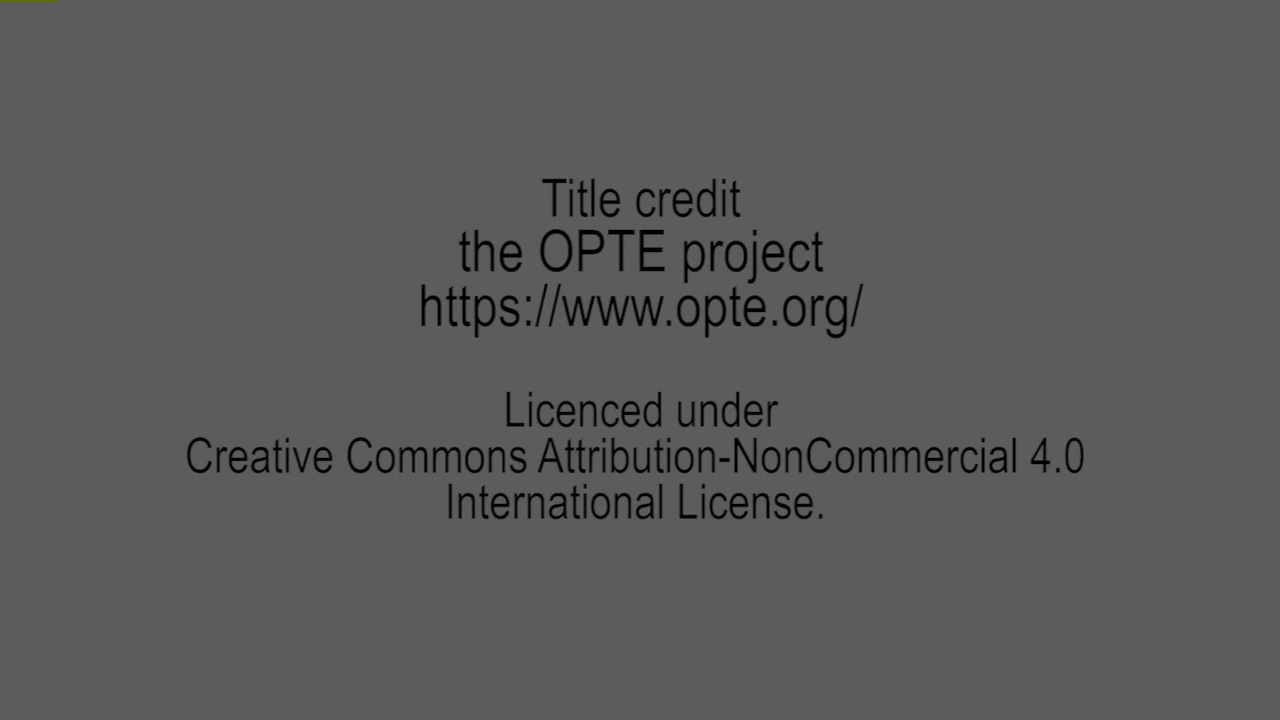 Title credit
the OPTE project
https://www.opte.org/
Licenced under
Creative Commons Attribution-NonCommercial 4.0
International License.